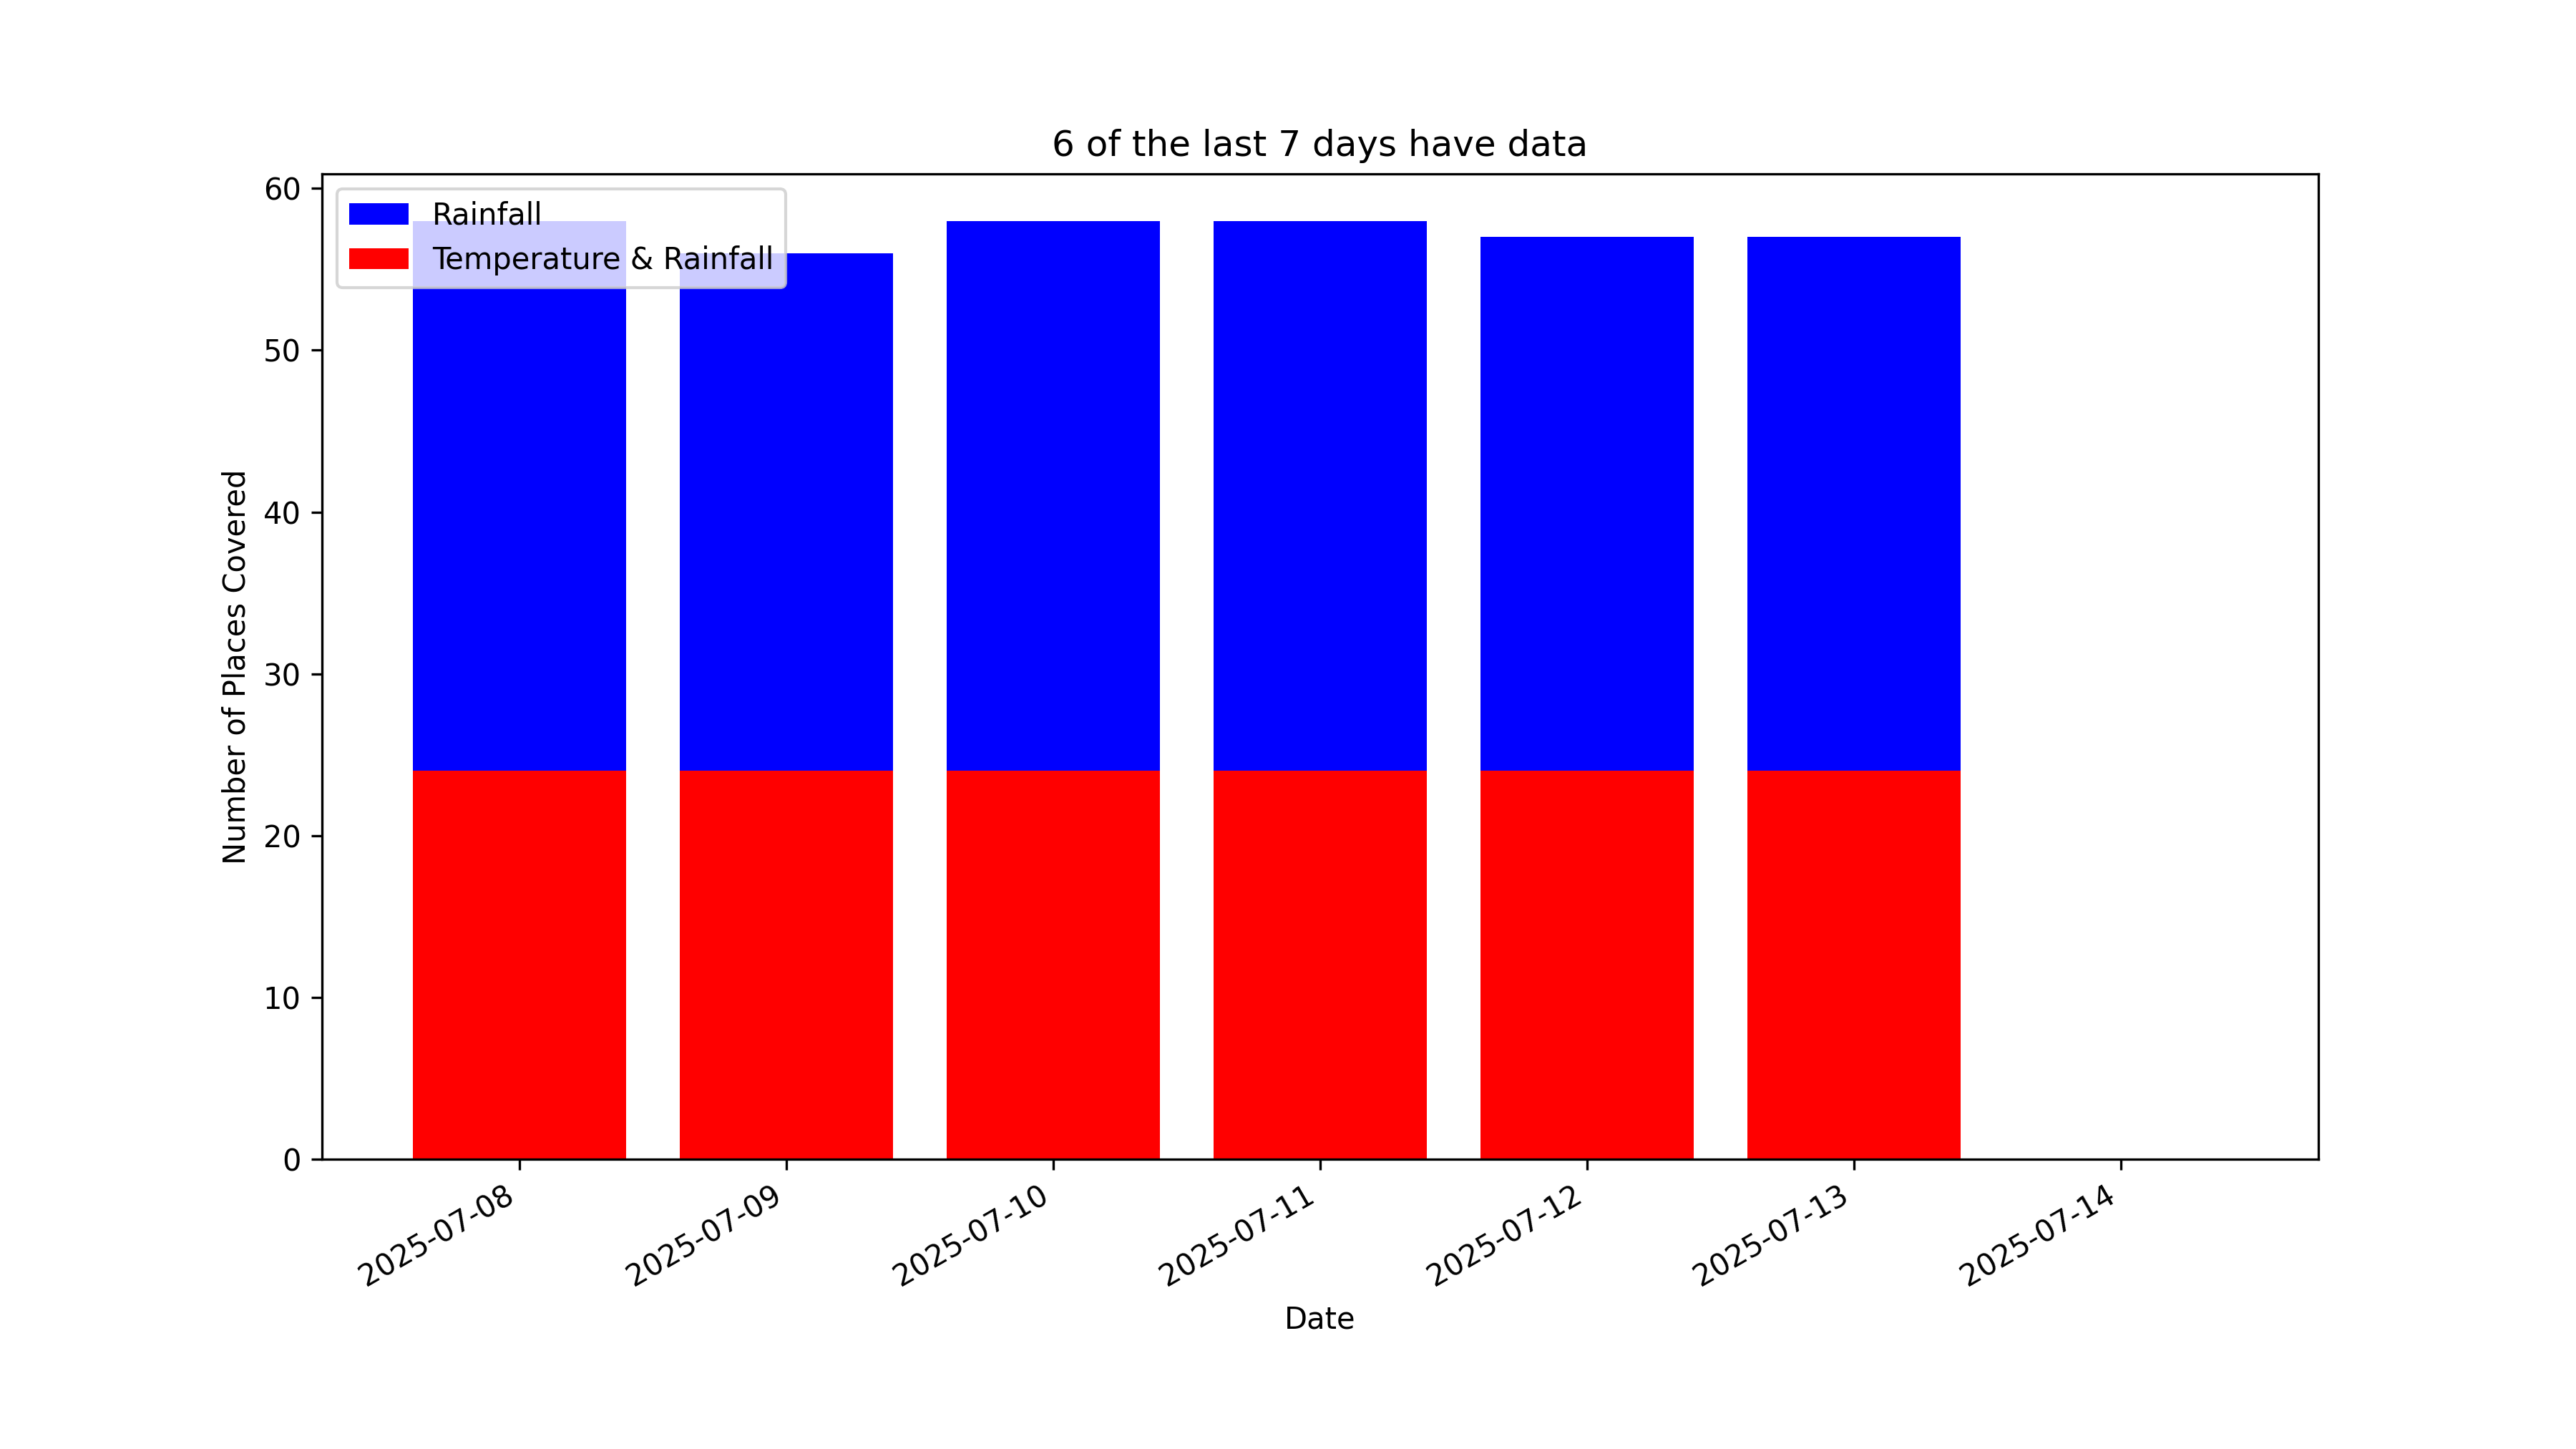 6 of the last 7 days have data
Rainfall
Temperature & Rainfall
Number of Places Covered
60
50
40
30
20
10
0
2025-07-08
2025-07-09
2025-07-10
2025-07-11
2025-07-12
2025-07-13
2025-07-14
Date